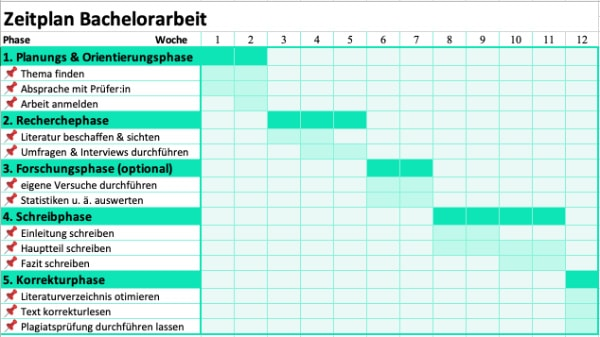 Zeitplan Bachelorarbeit
Phase Woche 1 2 3 4 5 6 7 8 9 10 11 12
1. Planungs & Orientierungsphase
Thema finden
Absprache mit Prüfer:in
Arbeit anmelden
2. Recherchephase
Literatur beschaffen & sichten
Umfragen & Interviews durchführen
3. Forschungsphase (optional)
eigene Versuche durchführen
Statistiken u. ä. auswerten
4. Schreibphase
Einleitung schreiben
Hauptteil schreiben
Fazit schreiben
5. Korrekturphase
Literaturverzeichnis otimieren
Text korrekturlesen
Plagiatsprüfung durchführen lassen